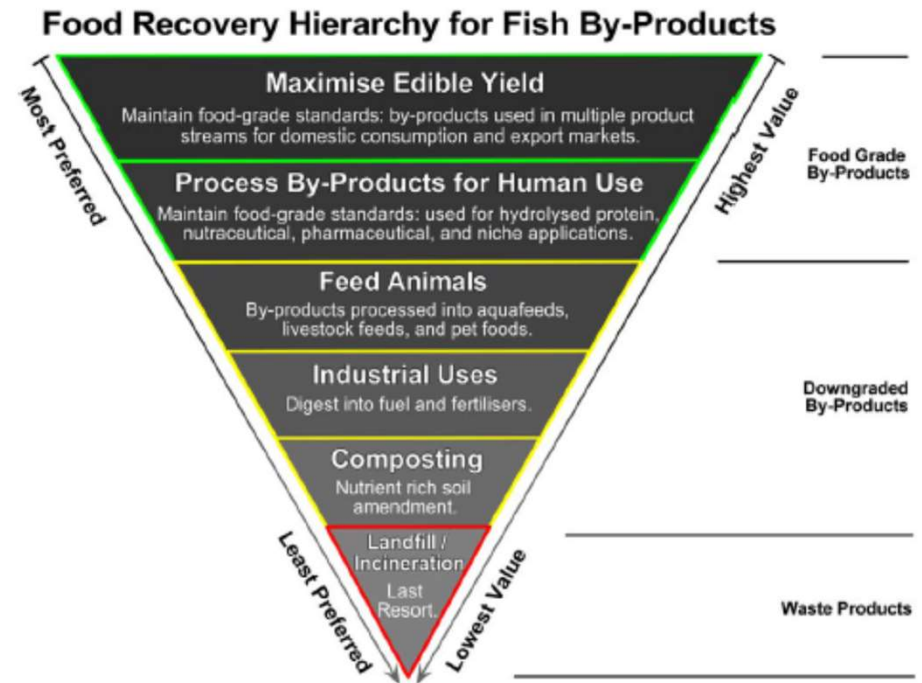 Food Recovery Hierarchy for Fish By-Products
Most Preferred
Highest Value
Maximise Edible Yield
Maintain food-grade standards: by-products used in multiple product
streams for domestic consumption and export markets.
Food Grade
By-Products
Process By-Products for Human Use
Maintain food-grade standards: used for hydrolysed protein,
nutraceutical, pharmaceutical, and niche applications.
Feed Animals
By-products processed into aquafeeds,
livestock feeds, and pet foods.
Industrial Uses
Digest into fuel and fertilisers.
Downgraded
By-Products
Composting
Nutrient rich soil
amendment.
Least Preferred
Lowest Value
Landfill /
Incineration
Last
Resort.
Waste Products